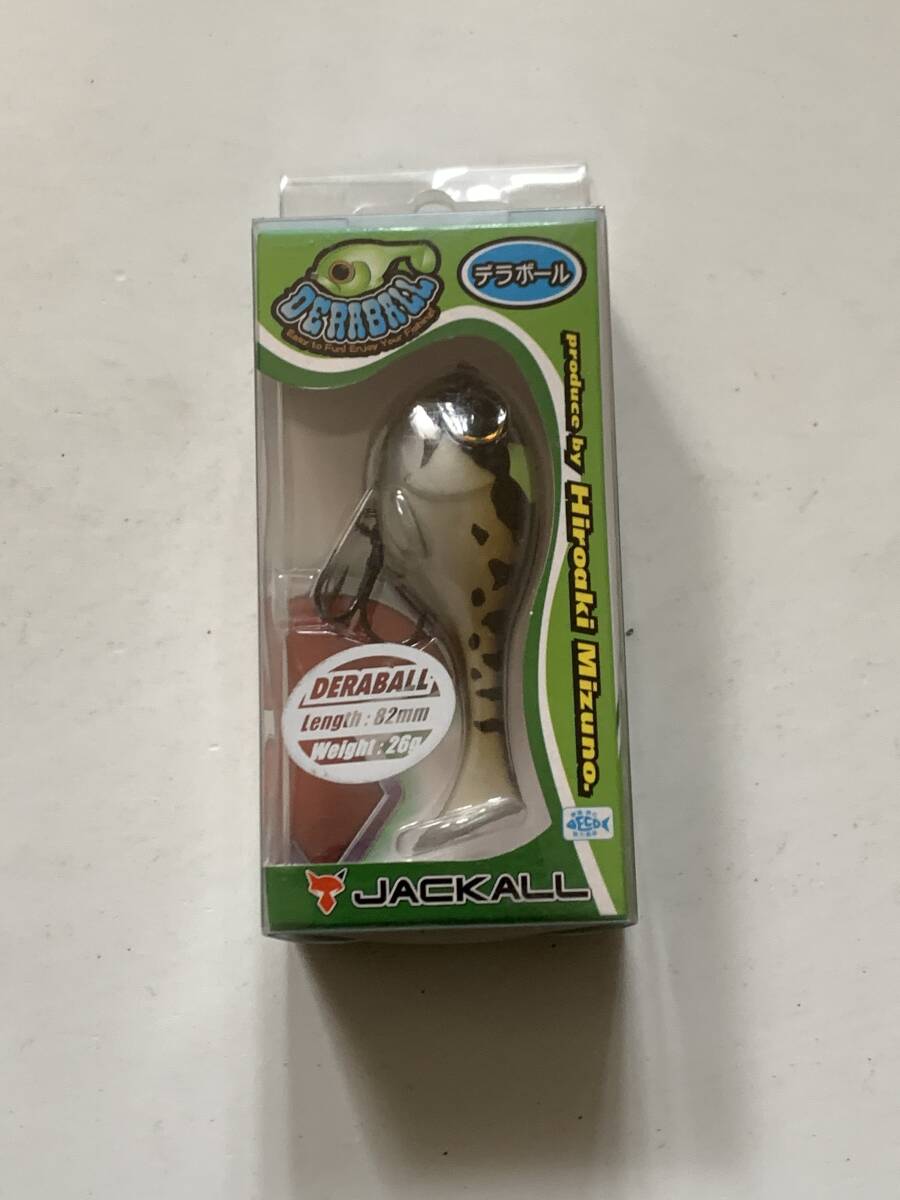 DERABALL
Easy to Fun! Enjoy Your Fishing!
デラボール
produce by Hiroaki Mizuno.
DERABALL
Length : 82mm
Weight : 26g
ECO
JACKALL